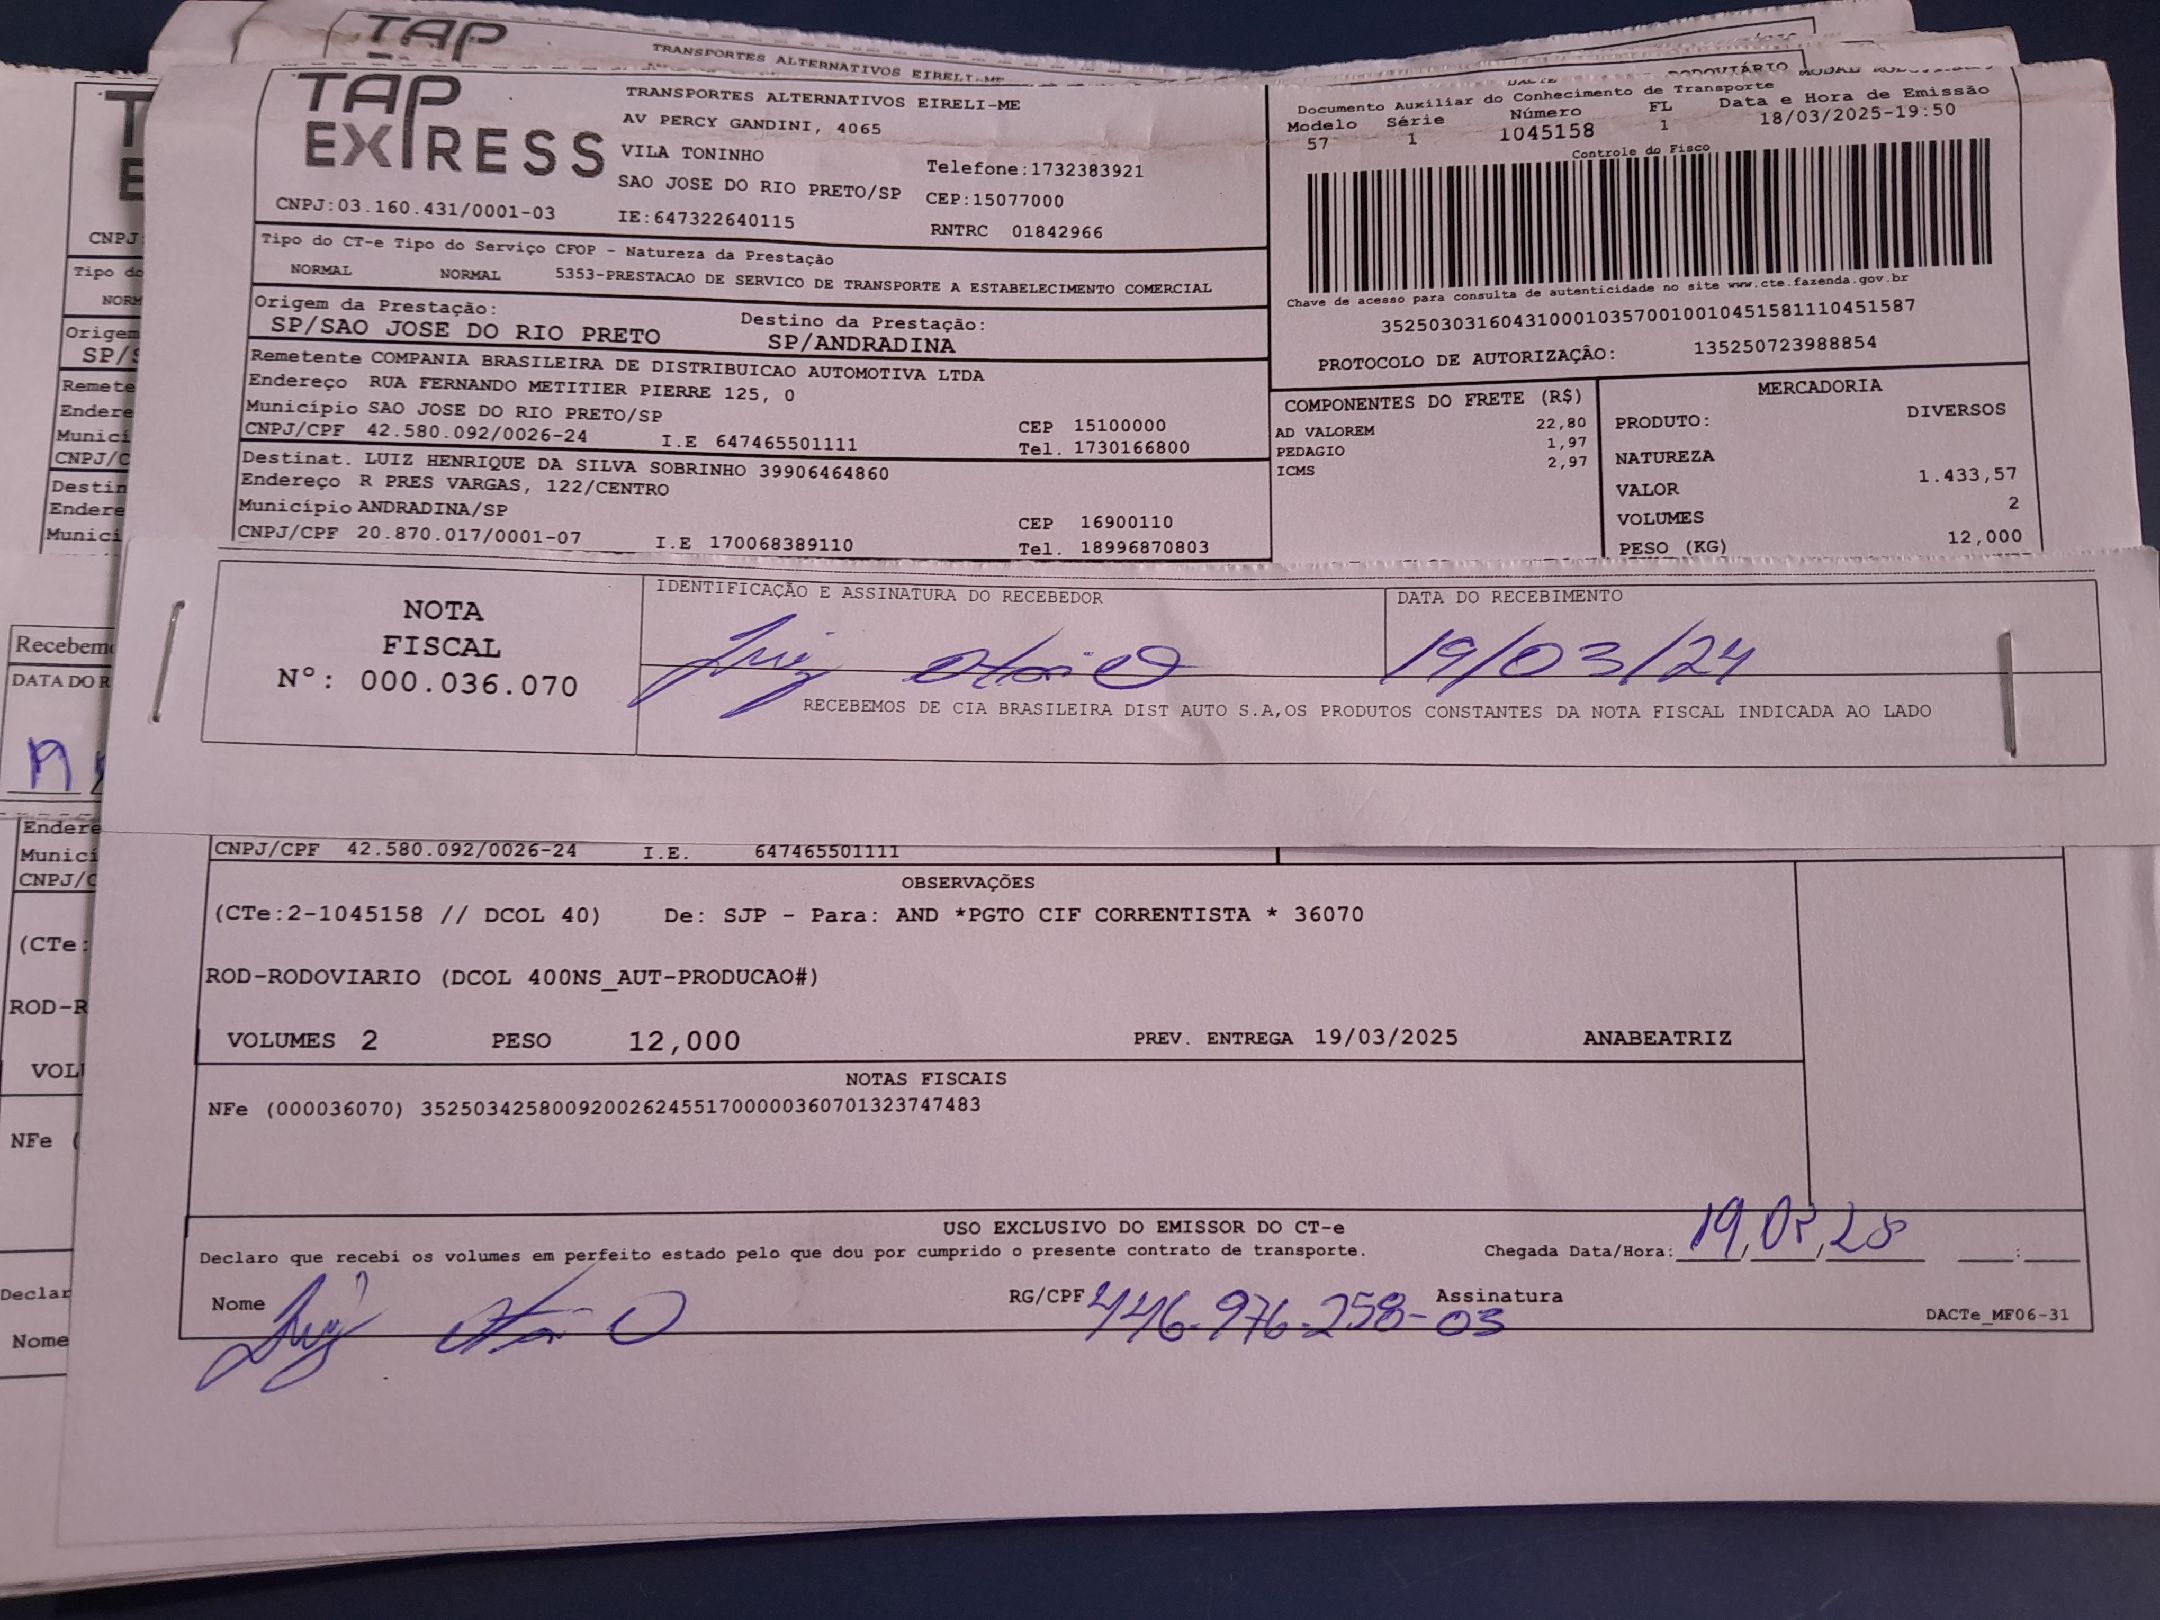 TAP
TRANSPORTES ALTERNATIVOS EIRELI-ME
TAP
EXPRESS
CNPJ:03.160.431/0001-03
TRANSPORTES ALTERNATIVOS EIRELI-ME
AV PERCY GANDINI, 4065
VILA TONINHO
Telefone:1732383921
SAO JOSE DO RIO PRETO/SP CEP:15077000
IE:647322640115
RNTRC 01842966
Documento Auxiliar do Conhecimento de Transporte
Modelo Série Número FL Data e Hora de Emissão
57 1 1045158 1 18/03/2025-19:50
Controle do Fisco
Chave de acesso para consulta de autenticidade no site www.cte.fazenda.gov.br
35250303160431000103570010010451581110451587
PROTOCOLO DE AUTORIZAÇÃO: 135250723988854
Tipo do CT-e Tipo do Serviço CFOP - Natureza da Prestação
NORMAL NORMAL 5353-PRESTACAO DE SERVICO DE TRANSPORTE A ESTABELECIMENTO COMERCIAL
Origem da Prestação: Destino da Prestação:
SP/SAO JOSE DO RIO PRETO SP/ANDRADINA
Remetente COMPANIA BRASILEIRA DE DISTRIBUICAO AUTOMOTIVA LTDA
Endereço RUA FERNANDO METITIER PIERRE 125, 0
Município SAO JOSE DO RIO PRETO/SP CEP 15100000
CNPJ/CPF 42.580.092/0026-24 I.E 647465501111 Tel. 1730166800
Destinat. LUIZ HENRIQUE DA SILVA SOBRINHO 39906464860
Endereço R PRES VARGAS, 122/CENTRO
Município ANDRADINA/SP CEP 16900110
CNPJ/CPF 20.870.017/0001-07 I.E 170068389110 Tel. 18996870803
COMPONENTES DO FRETE (R$)
AD VALOREM 22,80
PEDAGIO 1,97
ICMS 2,97
MERCADORIA
PRODUTO: DIVERSOS
NATUREZA
VALOR 1.433,57
VOLUMES 2
PESO (KG) 12,000
NOTA
FISCAL
N°: 000.036.070
IDENTIFICAÇÃO E ASSINATURA DO RECEBEDOR
DATA DO RECEBIMENTO
19/03/24
RECEBEMOS DE CIA BRASILEIRA DIST AUTO S.A,OS PRODUTOS CONSTANTES DA NOTA FISCAL INDICADA AO LADO
CNPJ/CPF 42.580.092/0026-24 I.E. 647465501111
OBSERVAÇÕES
(CTe:2-1045158 // DCOL 40) De: SJP - Para: AND *PGTO CIF CORRENTISTA * 36070
ROD-RODOVIARIO (DCOL 400NS_AUT-PRODUCAO#)
VOLUMES 2 PESO 12,000 PREV. ENTREGA 19/03/2025 ANABEATRIZ
NOTAS FISCAIS
NFe (000036070) 35250342580092002624551700000360701323747483
USO EXCLUSIVO DO EMISSOR DO CT-e
Declaro que recebi os volumes em perfeito estado pelo que dou por cumprido o presente contrato de transporte.
Chegada Data/Hora:
Nome Luiz RG/CPF 446.976.258-03 Assinatura
DACTe_MF06-31